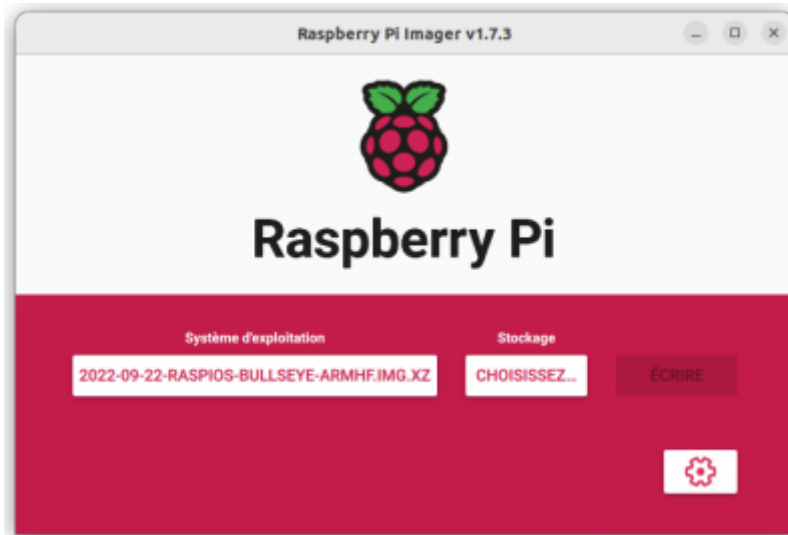 Raspberry Pi Imager v1.7.3
Raspberry Pi
Système d'exploitation
Stockage
2022-09-22-RASPIOS-BULLSEYE-ARMHF.IMG.XZ
CHOISISSEZ...
ÉCRIRE